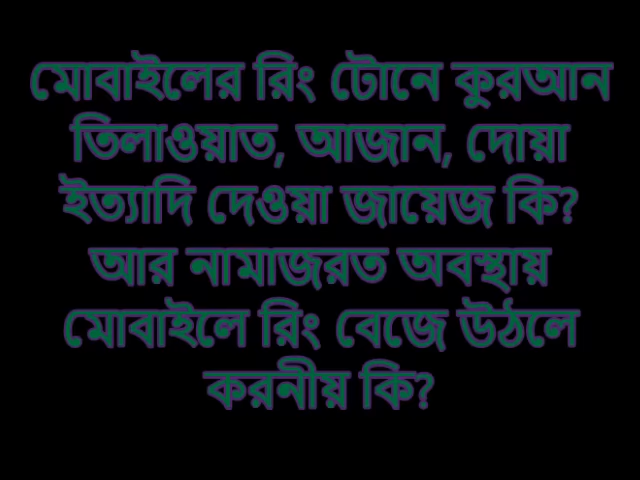 মোবাইলের রিং টোনে কুরআন
তিলাওয়াত, আজান, দোয়া
ইত্যাদি দেওয়া জায়েজ কি?
আর নামাজরত অবস্থায়
মোবাইলে রিং বেজে উঠলে
করনীয় কি?